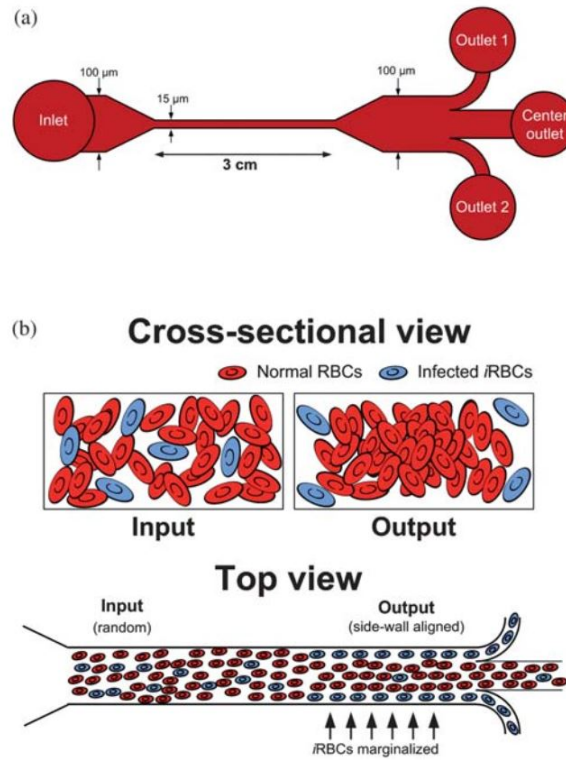 (a)
Outlet 1
100 μm
100 μm
15 μm
Inlet
Center
outlet
3 cm
Outlet 2
(b)
Cross-sectional view
Normal RBCs
Infected iRBCs
Input
Output
Top view
Input
(random)
Output
(side-wall aligned)
iRBCs marginalized